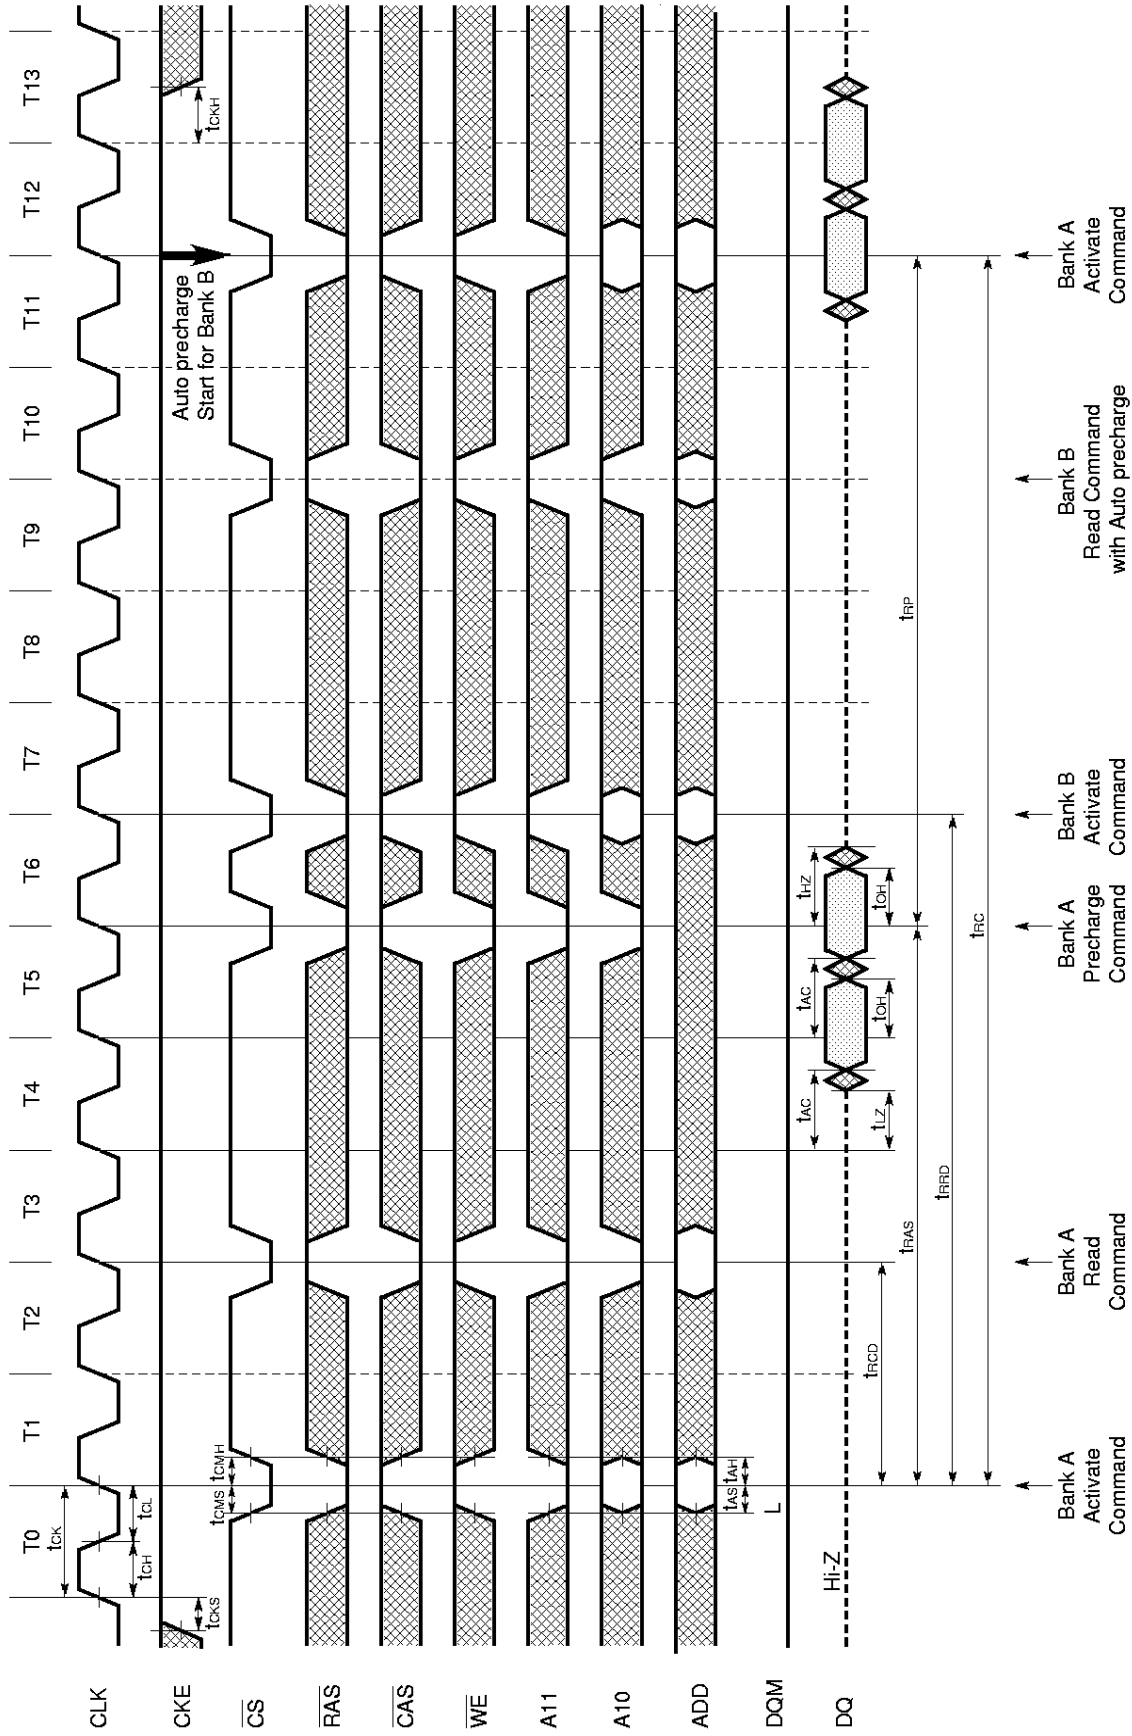 T0 T1 T2 T3 T4 T5 T6 T7 T8 T9 T10 T11 T12 T13
CLK
tCK
tCH
tCL
CKE
tCKS
tCKH
Auto precharge
Start for Bank B
CS
tCMS
tCMH
RAS
CAS
WE
A11
A10
ADD
tAS
tAH
DQM
L
DQ
Hi-Z
tAC
tAC
tHZ
tLZ
tOH
tOH
tRCD
tRAS
tRP
tRRD
tRC
Bank A
Activate
Command
Bank A
Read
Command
Bank A
Precharge
Command
Bank B
Activate
Command
Bank B
Read Command
with Auto precharge
Bank A
Activate
Command